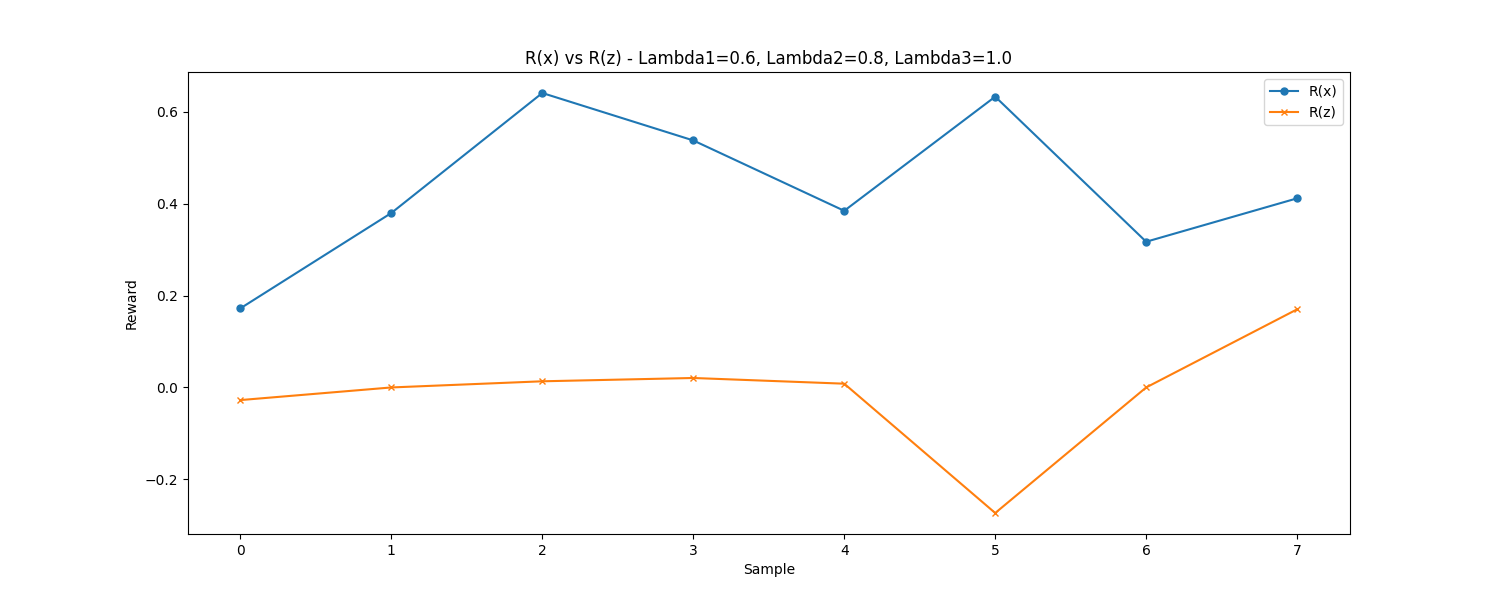 R(x) vs R(z) - Lambda1=0.6, Lambda2=0.8, Lambda3=1.0
R(x)
R(z)
Reward
0.6
0.4
0.2
0.0
−0.2
0 1 2 3 4 5 6 7
Sample